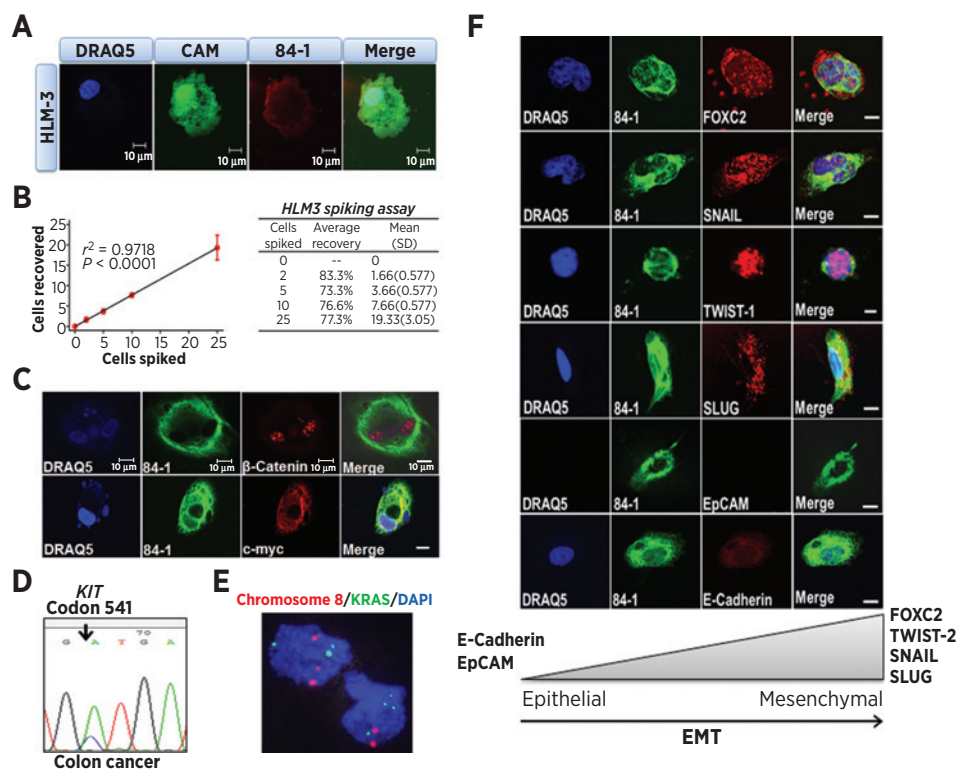 A
DRAQ5 CAM 84-1 Merge
HLM-3
10 µm 10 µm 10 µm 10 µm
B
Cells recovered
25
20
15
10
5
0
r² = 0.9718
P < 0.0001
0 5 10 15 20 25
Cells spiked
HLM3 spiking assay
Cells spiked Average recovery Mean (SD)
0 -- 0
2 83.3% 1.66(0.577)
5 73.3% 3.66(0.577)
10 76.6% 7.66(0.577)
25 77.3% 19.33(3.05)
C
DRAQ5 10 µm 84-1 10 µm β-Catenin 10 µm Merge 10 µm
DRAQ5 84-1 c-myc Merge
D
KIT
Codon 541
70
G A T G A
Colon cancer
E
Chromosome 8/KRAS/DAPI
F
DRAQ5 84-1 FOXC2 Merge
DRAQ5 84-1 SNAIL Merge
DRAQ5 84-1 TWIST-1 Merge
DRAQ5 84-1 SLUG Merge
DRAQ5 84-1 EpCAM Merge
DRAQ5 84-1 E-Cadherin Merge
E-Cadherin
EpCAM
FOXC2
TWIST-2
SNAIL
SLUG
Epithelial Mesenchymal
EMT